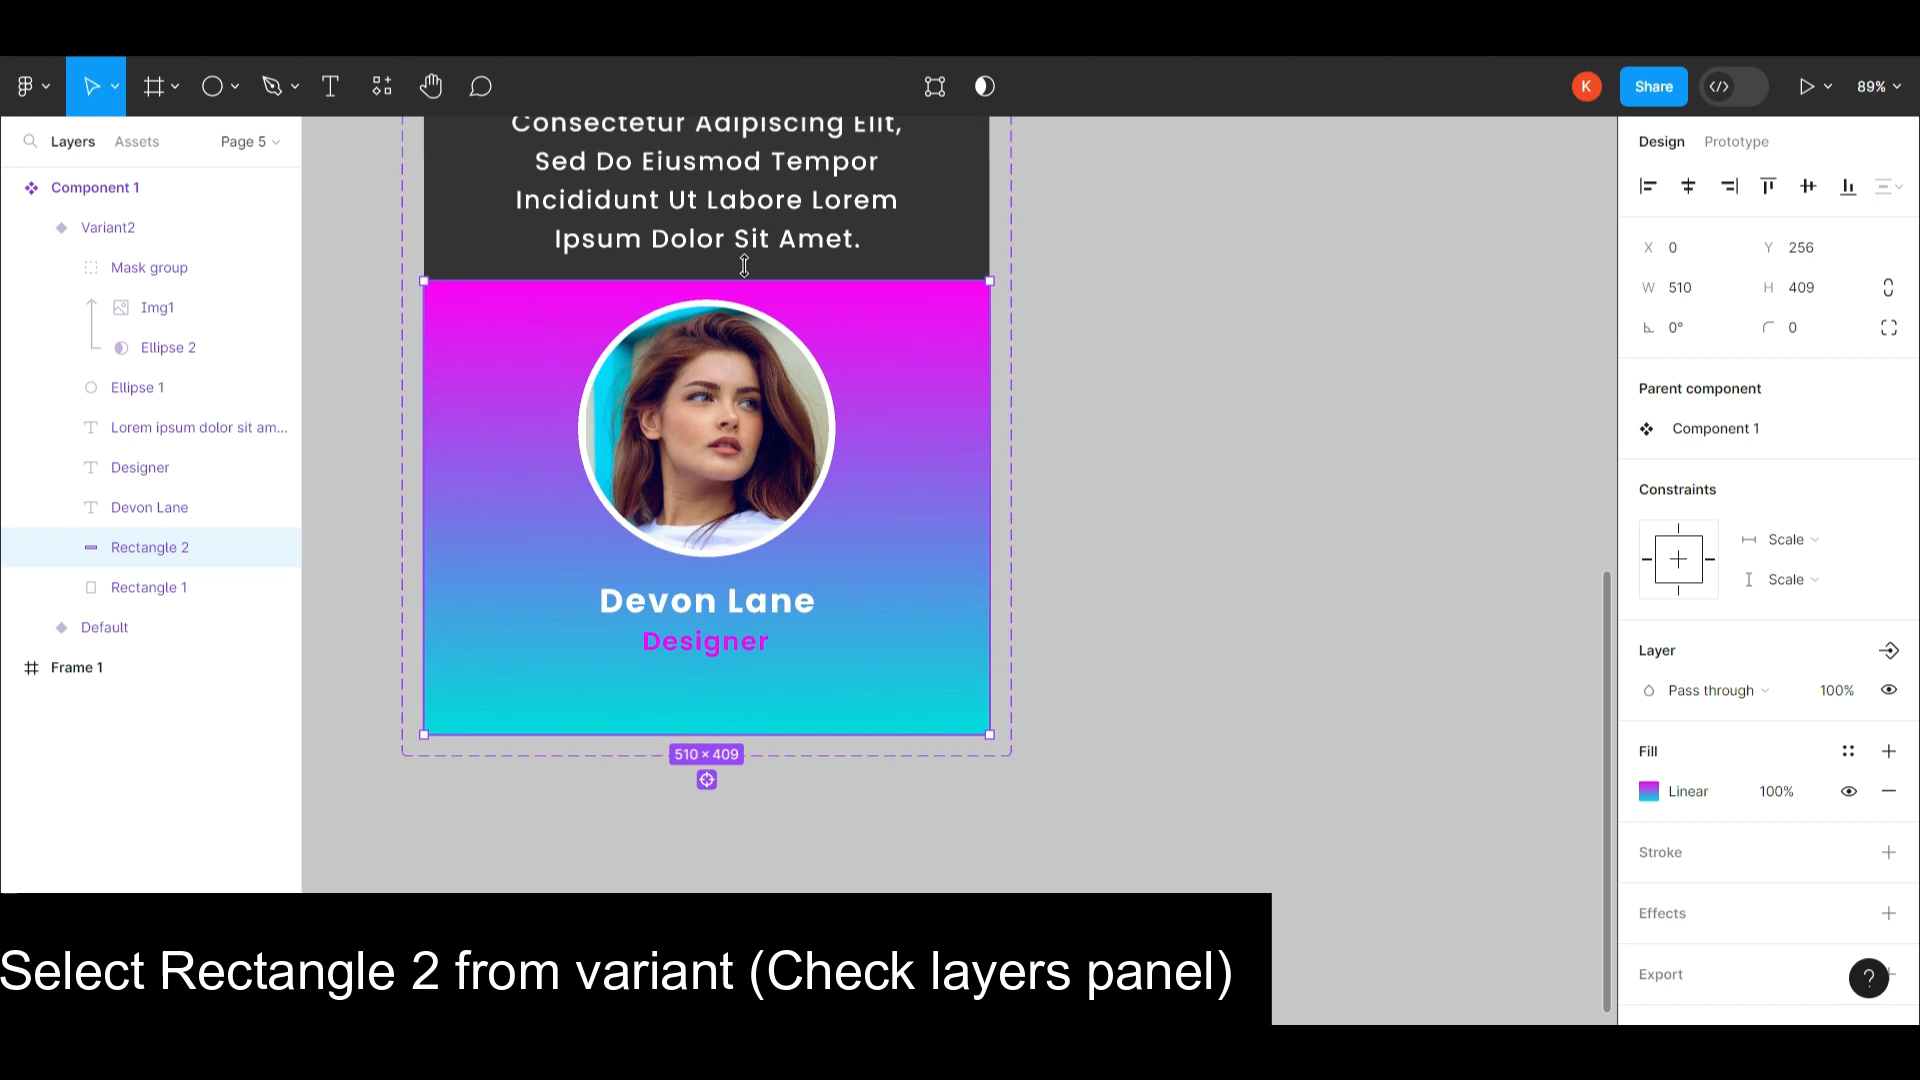 K
Share
89%
Layers
Assets
Page 5
Component 1
Variant2
Mask group
Img1
Ellipse 2
Ellipse 1
Lorem ipsum dolor sit am...
Designer
Devon Lane
Rectangle 2
Rectangle 1
Default
Frame 1
Consectetur Adipiscing Elit,
Sed Do Eiusmod Tempor
Incididunt Ut Labore Lorem
Ipsum Dolor Sit Amet.
Devon Lane
Designer
510 × 409
Design
Prototype
X 0 Y 256
W 510 H 409
0° 0
Parent component
Component 1
Constraints
Scale
Scale
Layer
Pass through 100%
Fill
Linear 100%
Stroke
Effects
Export
?
Select Rectangle 2 from variant (Check layers panel)